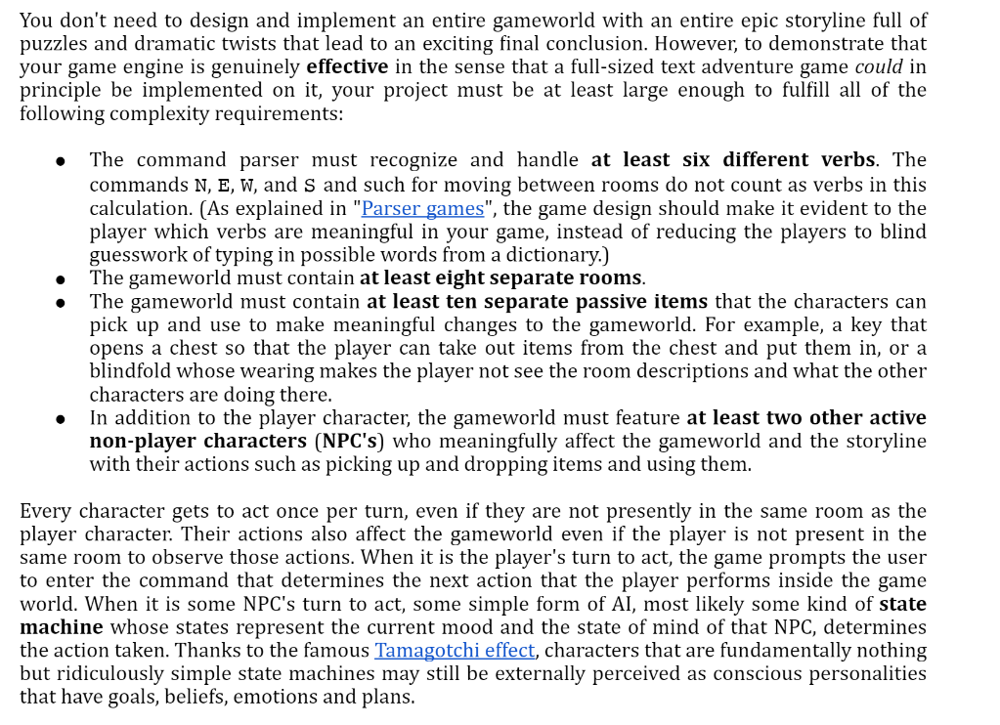 You don't need to design and implement an entire gameworld with an entire epic storyline full of
puzzles and dramatic twists that lead to an exciting final conclusion. However, to demonstrate that
your game engine is genuinely effective in the sense that a full-sized text adventure game could in
principle be implemented on it, your project must be at least large enough to fulfill all of the
following complexity requirements:
● The command parser must recognize and handle at least six different verbs. The
commands N, E, W, and S and such for moving between rooms do not count as verbs in this
calculation. (As explained in "Parser games", the game design should make it evident to the
player which verbs are meaningful in your game, instead of reducing the players to blind
guesswork of typing in possible words from a dictionary.)
● The gameworld must contain at least eight separate rooms.
● The gameworld must contain at least ten separate passive items that the characters can
pick up and use to make meaningful changes to the gameworld. For example, a key that
opens a chest so that the player can take out items from the chest and put them in, or a
blindfold whose wearing makes the player not see the room descriptions and what the other
characters are doing there.
● In addition to the player character, the gameworld must feature at least two other active
non-player characters (NPC's) who meaningfully affect the gameworld and the storyline
with their actions such as picking up and dropping items and using them.
Every character gets to act once per turn, even if they are not presently in the same room as the
player character. Their actions also affect the gameworld even if the player is not present in the
same room to observe those actions. When it is the player's turn to act, the game prompts the user
to enter the command that determines the next action that the player performs inside the game
world. When it is some NPC's turn to act, some simple form of AI, most likely some kind of state
machine whose states represent the current mood and the state of mind of that NPC, determines
the action taken. Thanks to the famous Tamagotchi effect, characters that are fundamentally nothing
but ridiculously simple state machines may still be externally perceived as conscious personalities
that have goals, beliefs, emotions and plans.